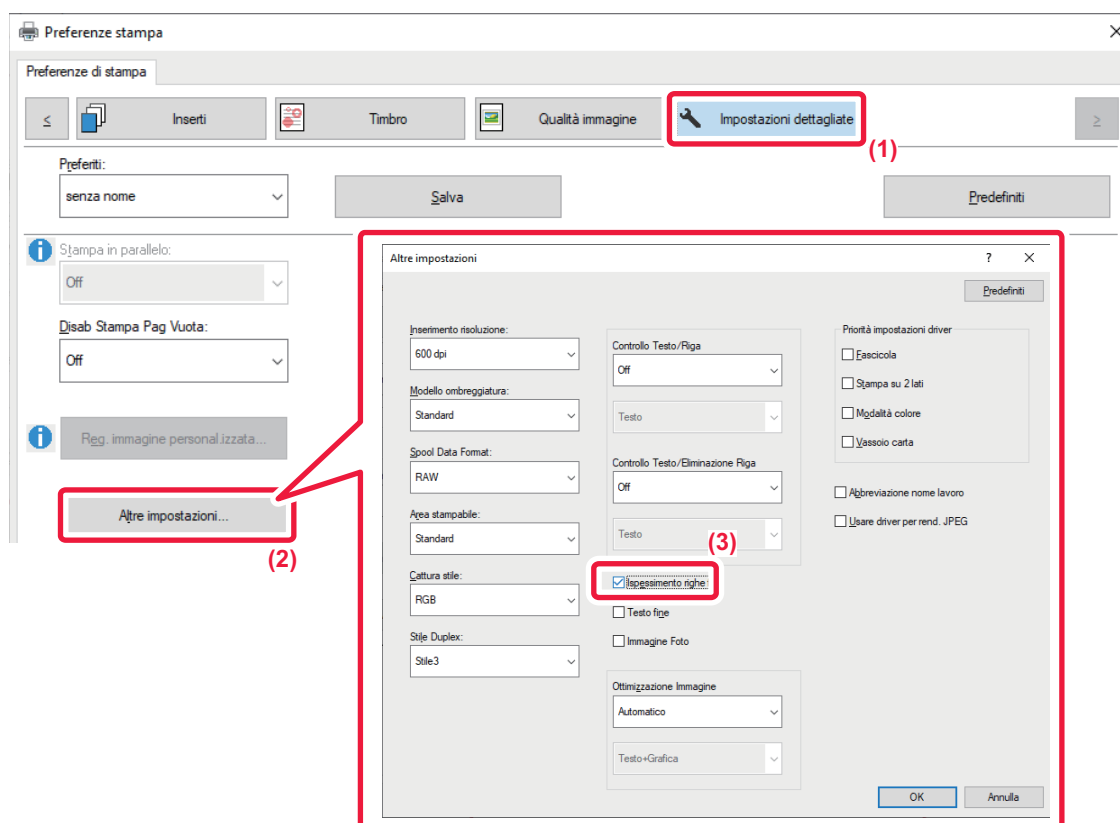 Preferenze stampa
Preferenze di stampa
<
Inserti
Timbro
Qualità immagine
Impostazioni dettagliate
>
(1)
Preferiti:
senza nome
Salva
Predefiniti
Stampa in parallelo:
Off
Disab Stampa Pag Vuota:
Off
Reg. immagine personal.izzata...
Altre impostazioni...
(2)
Altre impostazioni
?
Predefiniti
Inserimento risoluzione:
600 dpi
Modello ombreggiatura:
Standard
Spool Data Format:
RAW
Area stampabile:
Standard
Cattura stile:
RGB
Stile Duplex:
Stile3
Controllo Testo/Riga
Off
Testo
Controllo Testo/Eliminazione Riga
Off
Testo
(3)
Ispessimento righe
Testo fine
Immagine Foto
Ottimizzazione Immagine
Automatico
Testo+Grafica
Priorità impostazioni driver
Fascicola
Stampa su 2 lati
Modalità colore
Vassoio carta
Abbreviazione nome lavoro
Usare driver per rend. JPEG
OK
Annulla